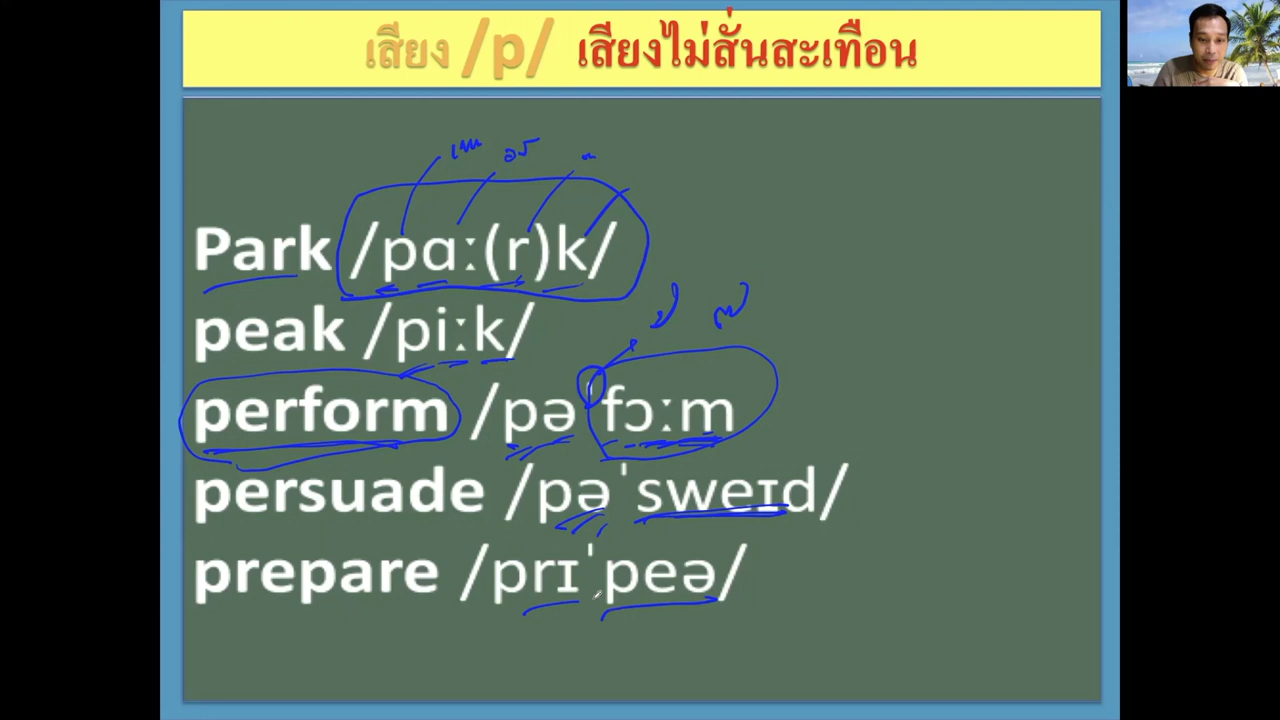 เสียง /p/ เสียงไม่สั่นสะเทือน
Park /pɑː(r)k/
peak /piːk/
perform /pəˈfɔːm
persuade /pəˈsweɪd/
prepare /prɪˈpeə/